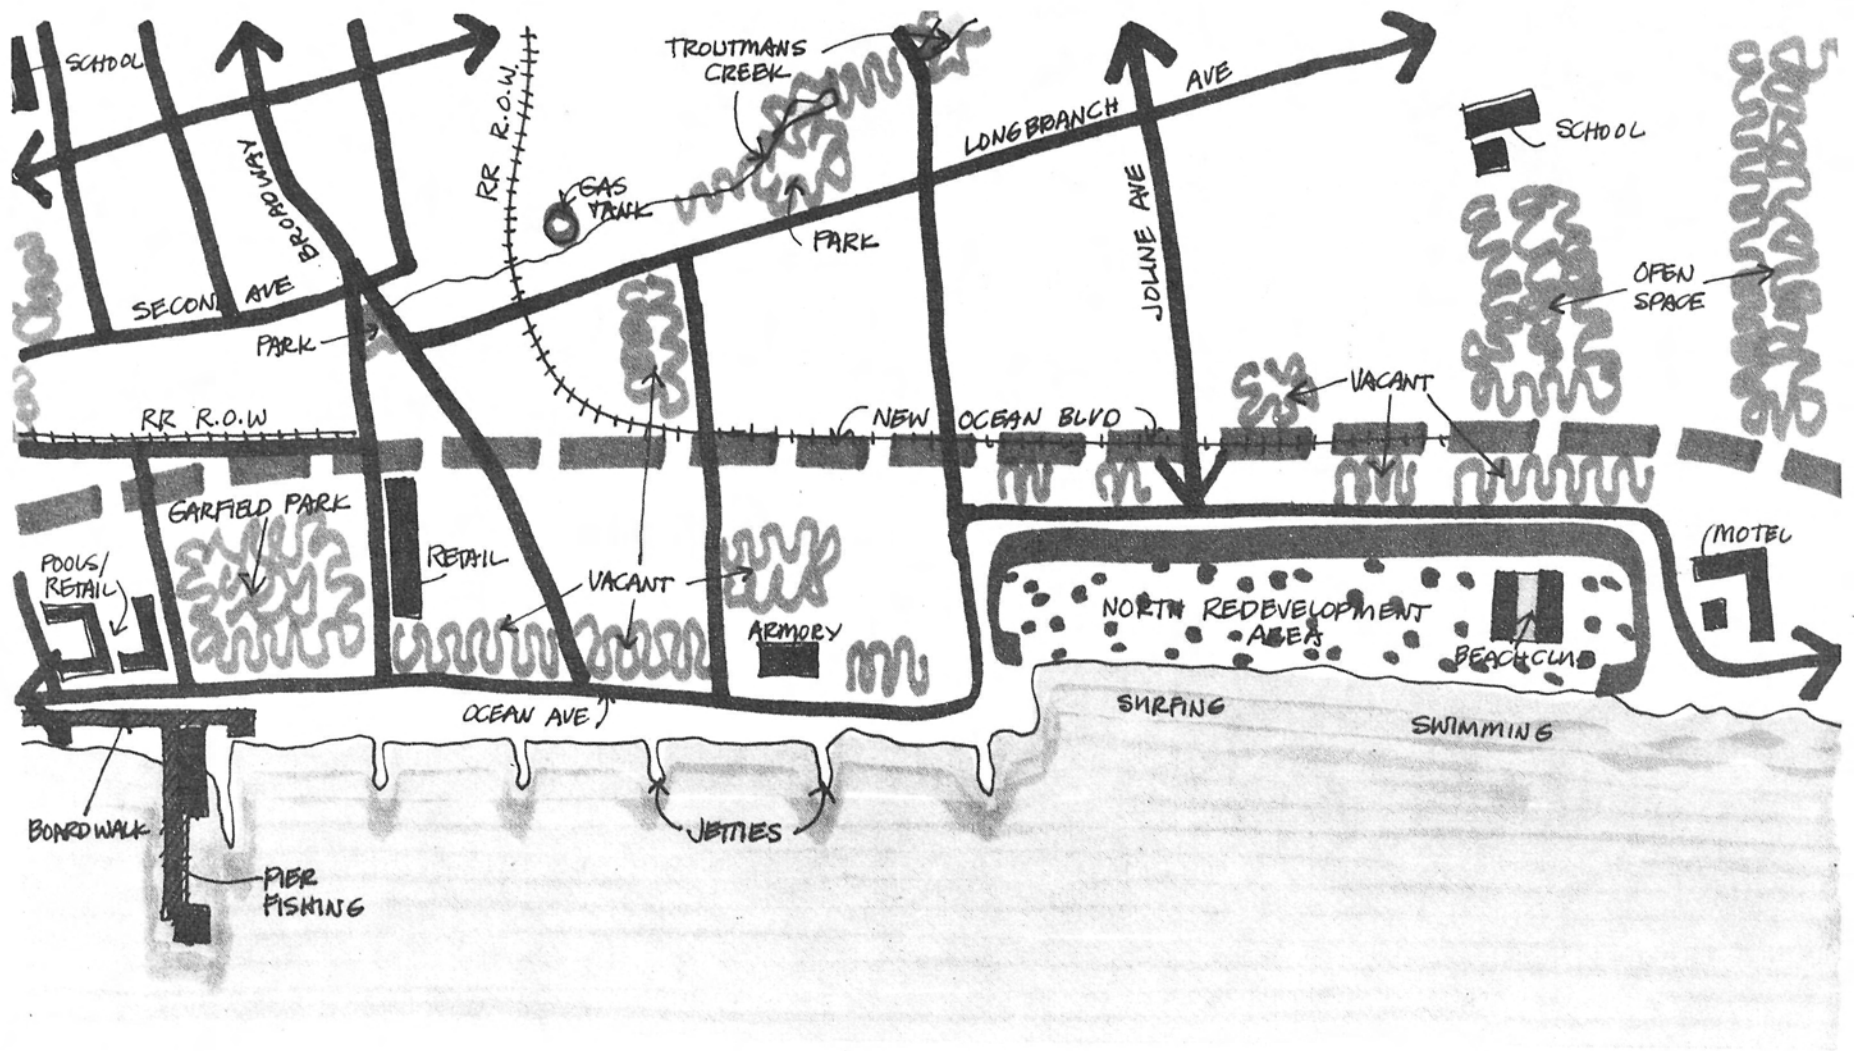 SCHOOL
TROUTMANS
CREEK
RR R.O.W.
BROADWAY
GAS
TANK
LONGBRANCH AVE
JOLINE AVE
SCHOOL
PARK
SECOND AVE
PARK
OPEN
SPACE
VACANT
RR R.O.W
NEW OCEAN BLVD
GARFIELD PARK
POOLS/
RETAIL
RETAIL
VACANT
MOTEL
NORTH REDEVELOPMENT
AREA
ARMORY
BEACH CLUB
OCEAN AVE
SURFING
SWIMMING
BOARDWALK
JETTIES
PIER
FISHING